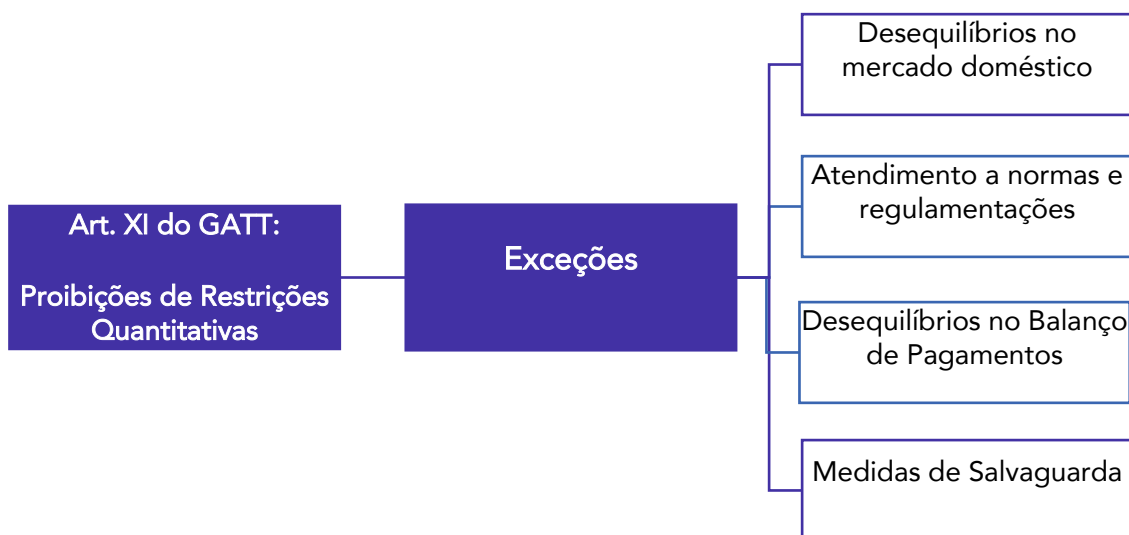 Art. XI do GATT:
Proibições de Restrições
Quantitativas
Exceções
Desequilíbrios no
mercado doméstico
Atendimento a normas e
regulamentações
Desequilíbrios no Balanço
de Pagamentos
Medidas de Salvaguarda